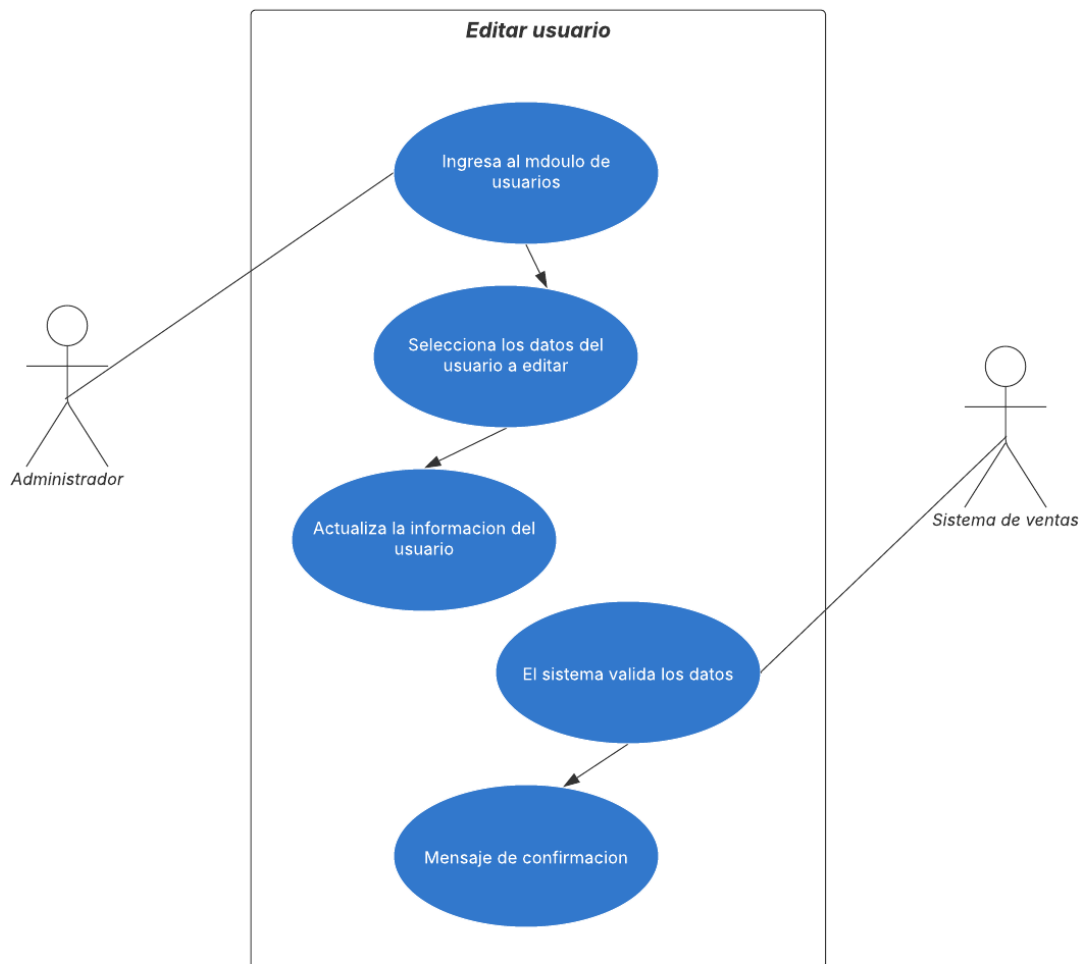 Editar usuario
Ingresa al mdoulo de
usuarios
Selecciona los datos del
usuario a editar
Administrador
Sistema de ventas
Actualiza la informacion del
usuario
El sistema valida los datos
Mensaje de confirmacion